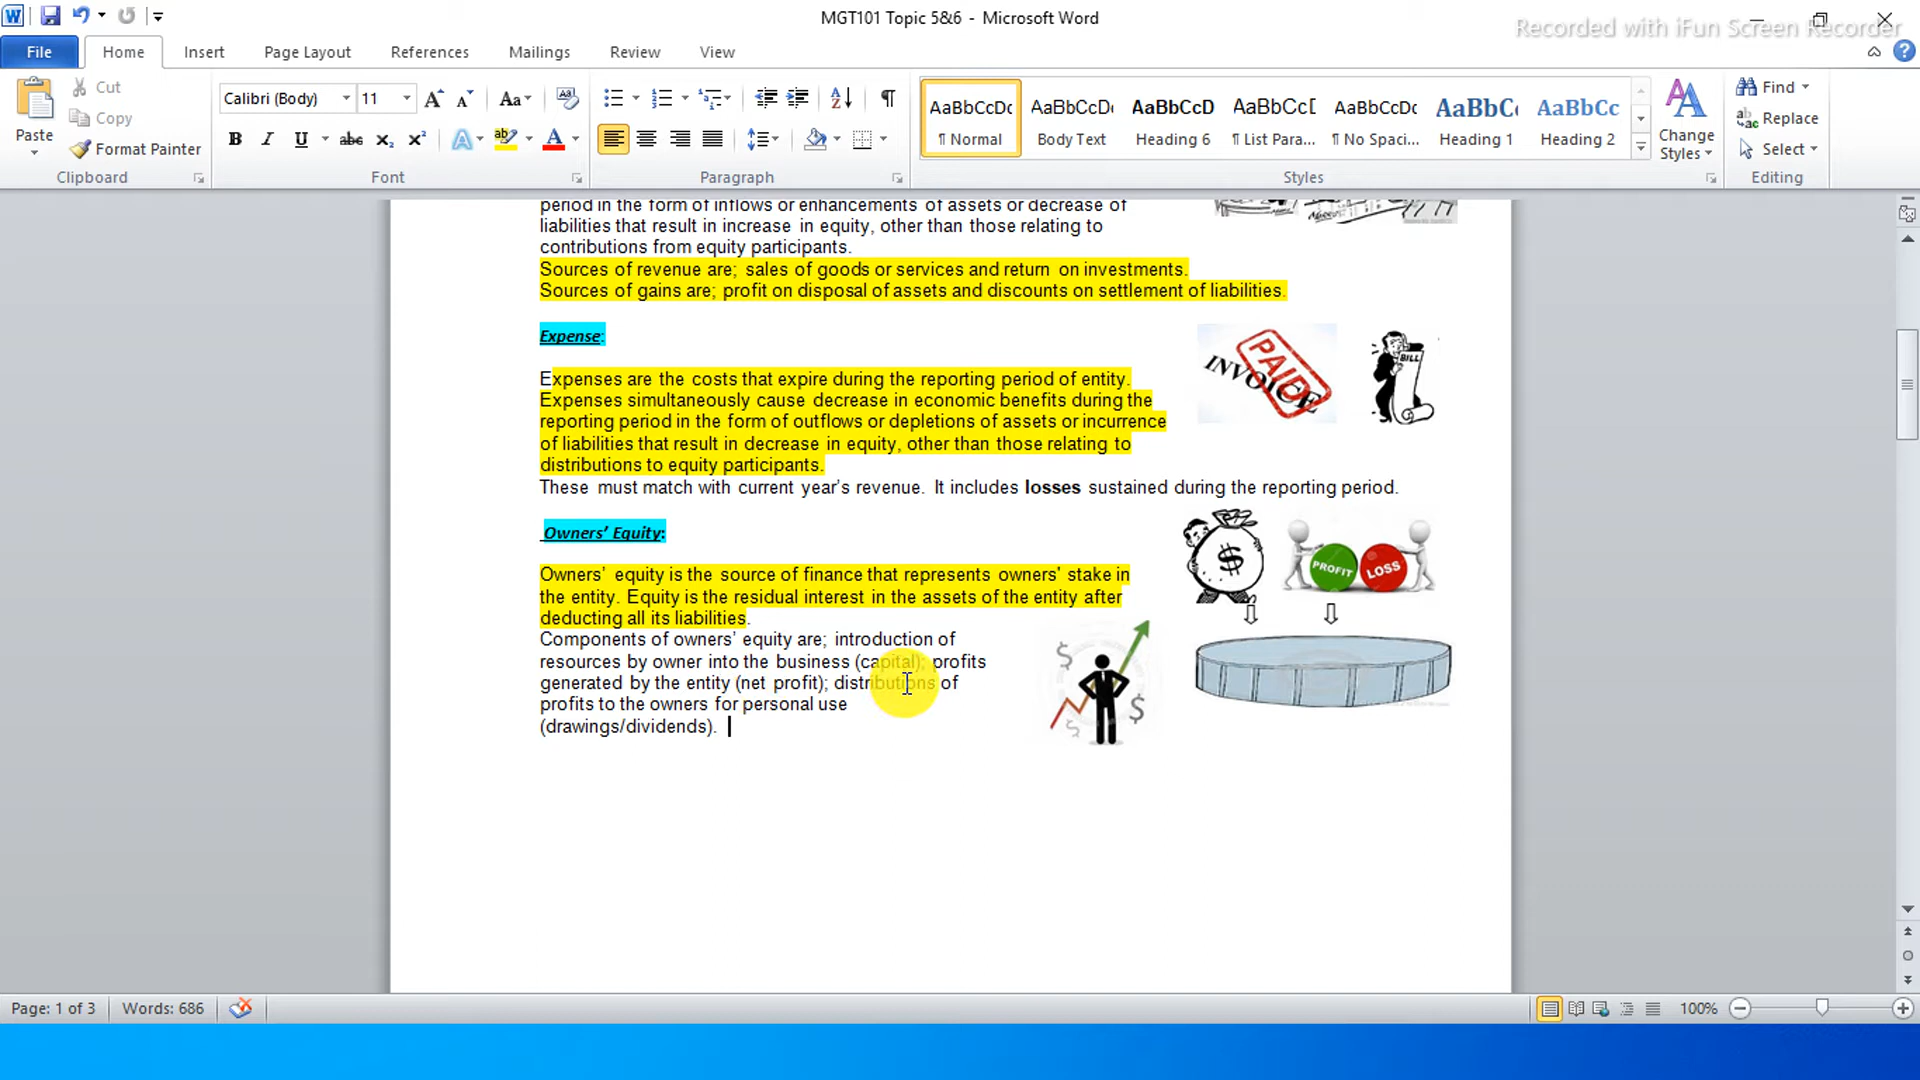 MGT101 Topic 5&6 - Microsoft Word
Recorded with iFun Screen Recorder
File Home Insert Page Layout References Mailings Review View
Paste
Cut
Copy
Format Painter
Clipboard
Calibri (Body) 11
Font
Paragraph
AaBbCcDc AaBbCcDc AaBbCcD AaBbCcD AaBbCcDc AaBbC AaBbCc
¶ Normal Body Text Heading 6 ¶ List Para... ¶ No Spaci... Heading 1 Heading 2
Change Styles
Styles
Find
Replace
Select
Editing
period in the form of inflows or enhancements of assets or decrease of
liabilities that result in increase in equity, other than those relating to
contributions from equity participants.
Sources of revenue are; sales of goods or services and return on investments.
Sources of gains are; profit on disposal of assets and discounts on settlement of liabilities.
Expense:
INVOICE
PAID
BILL
Expenses are the costs that expire during the reporting period of entity.
Expenses simultaneously cause decrease in economic benefits during the
reporting period in the form of outflows or depletions of assets or incurrence
of liabilities that result in decrease in equity, other than those relating to
distributions to equity participants.
These must match with current year's revenue. It includes losses sustained during the reporting period.
Owners' Equity:
$
PROFIT LOSS
Owners' equity is the source of finance that represents owners' stake in
the entity. Equity is the residual interest in the assets of the entity after
deducting all its liabilities.
Components of owners' equity are; introduction of
resources by owner into the business (capital); profits
generated by the entity (net profit); distributions of
profits to the owners for personal use
(drawings/dividends).
$ $ $ $
Page: 1 of 3 Words: 686 100%